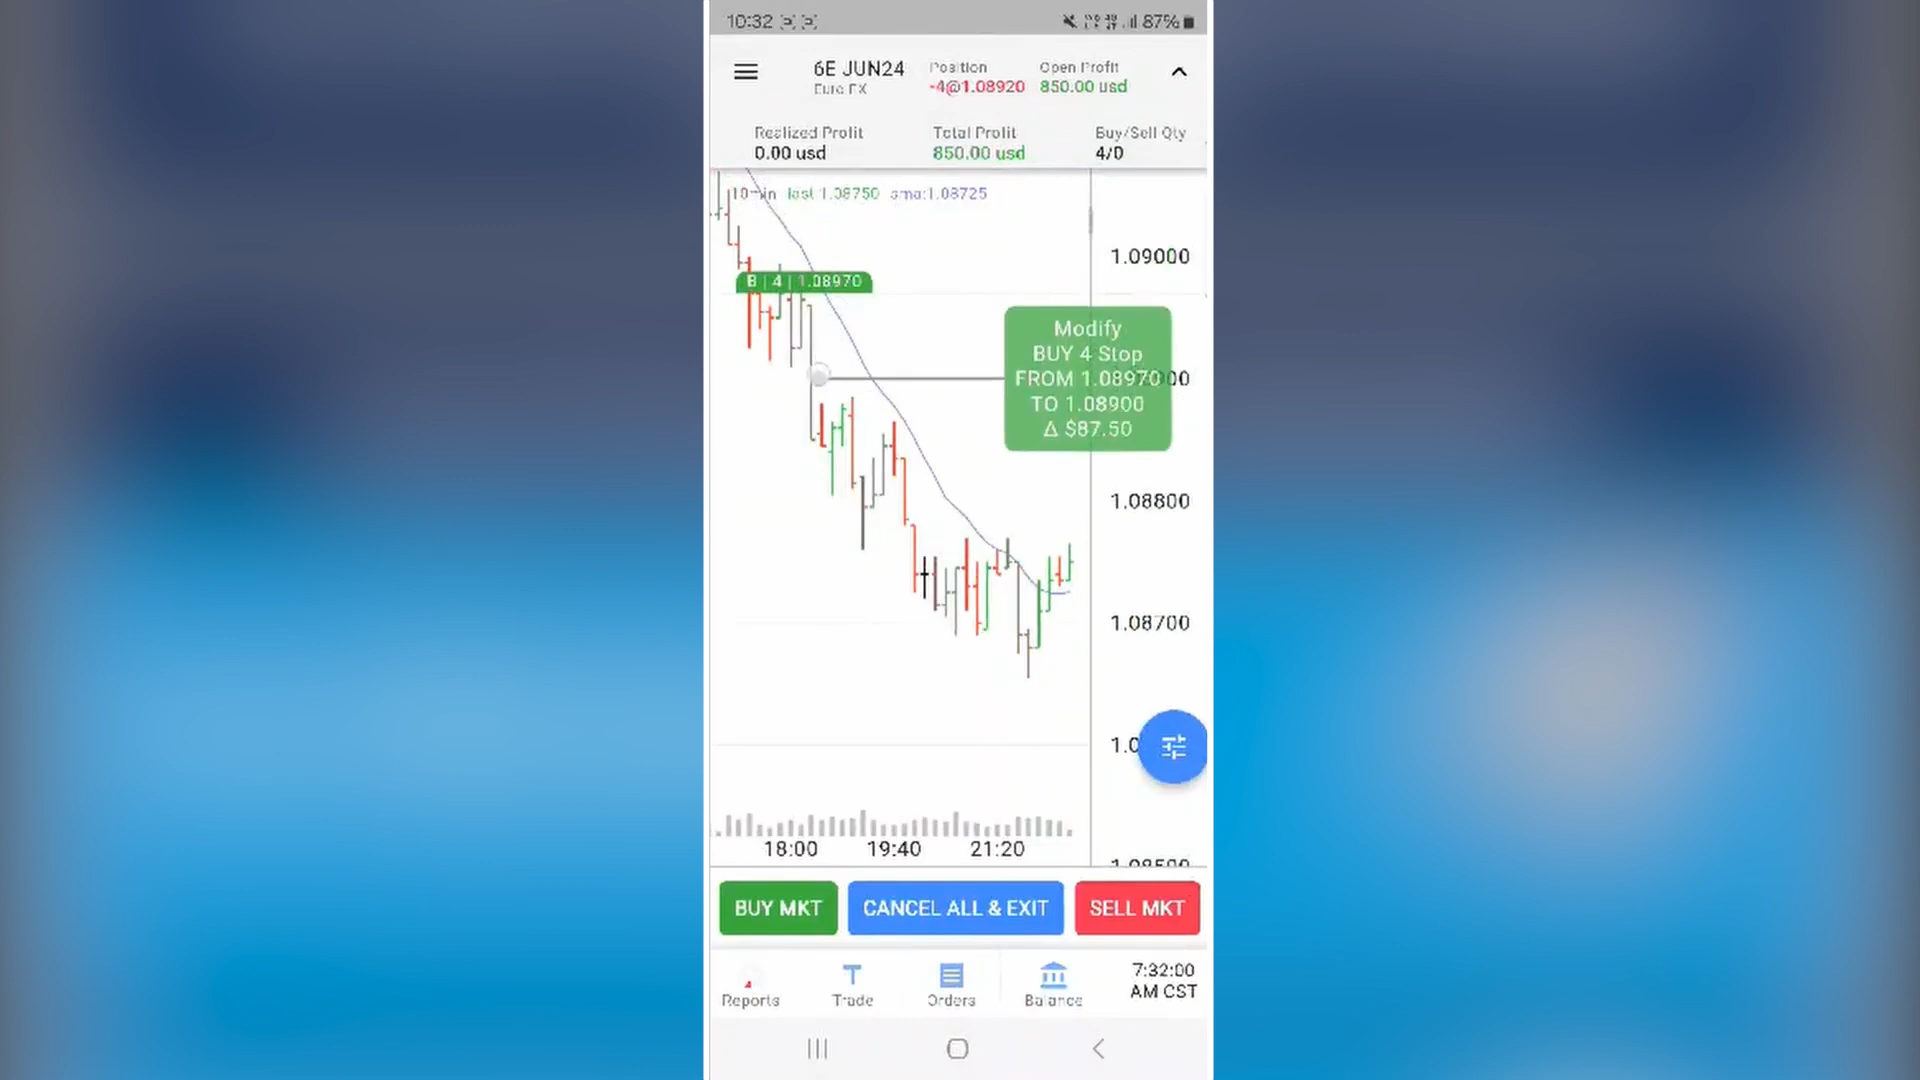 10:32 87%
6E JUN24 Position Open Profit
Euro FX -4@1.08920 850.00 usd
Realized Profit Total Profit Buy/Sell Qty
0.00 usd 850.00 usd 4/0
10min last:1.08750 sma:1.08725
1.09000
B | 4 | 1.08970
Modify
BUY 4 Stop
FROM 1.08970
TO 1.08900
Δ $87.50
1.08800
1.08700
18:00 19:40 21:20
BUY MKT CANCEL ALL & EXIT SELL MKT
Reports Trade Orders Balance 7:32:00
AM CST